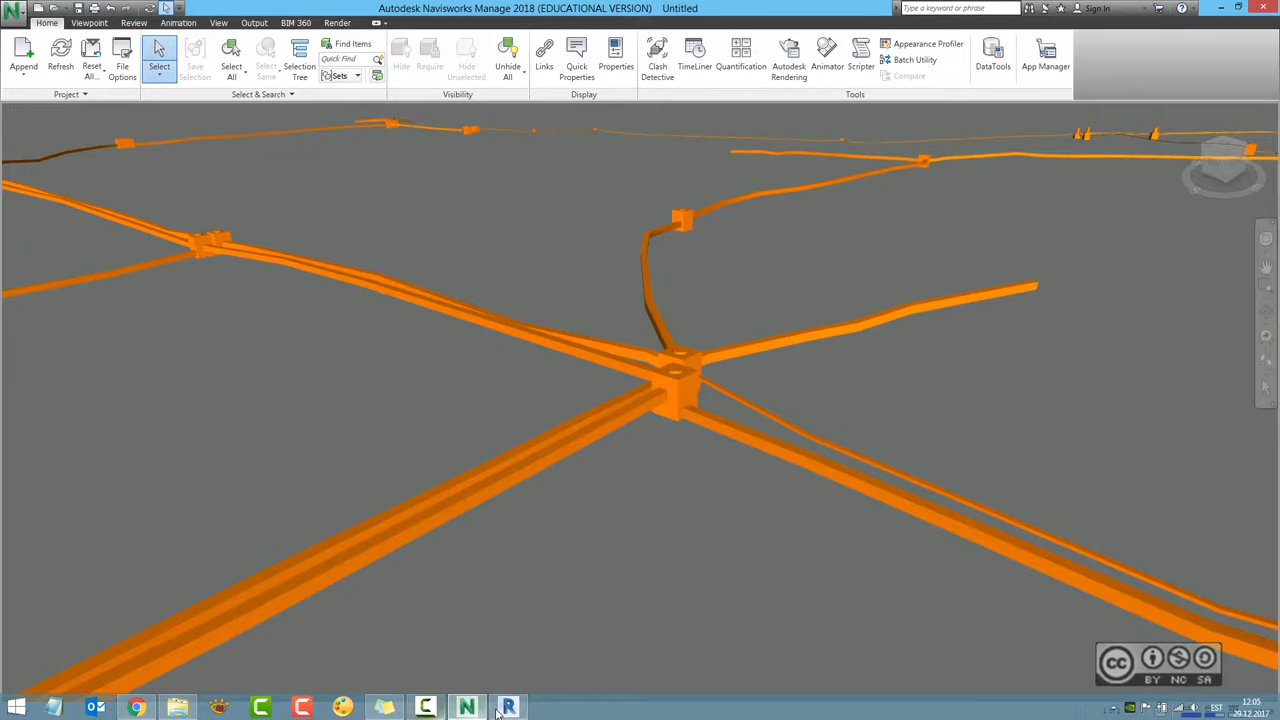 Autodesk Navisworks Manage 2018 (EDUCATIONAL VERSION) Untitled
Type a keyword or phrase
Sign In
Home Viewpoint Review Animation View Output BIM 360 Render
Append
Refresh
Reset All...
File Options
Project
Select
Save Selection
Select All
Select Same
Selection Tree
Find Items
Quick Find
Sets
Select & Search
Hide
Require
Hide Unselected
Unhide All
Visibility
Links
Quick Properties
Properties
Display
Clash Detective
TimeLiner
Quantification
Autodesk Rendering
Animator
Scripter
Appearance Profiler
Batch Utility
Compare
DataTools
App Manager
Tools
CC
BY NC SA
EST
12:05
29.12.2017